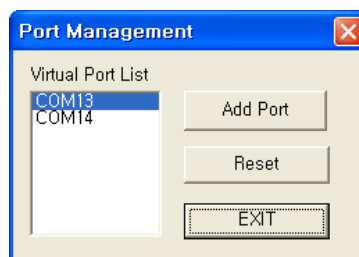 Port Management
Virtual Port List
COM13
COM14
Add Port
Reset
EXIT